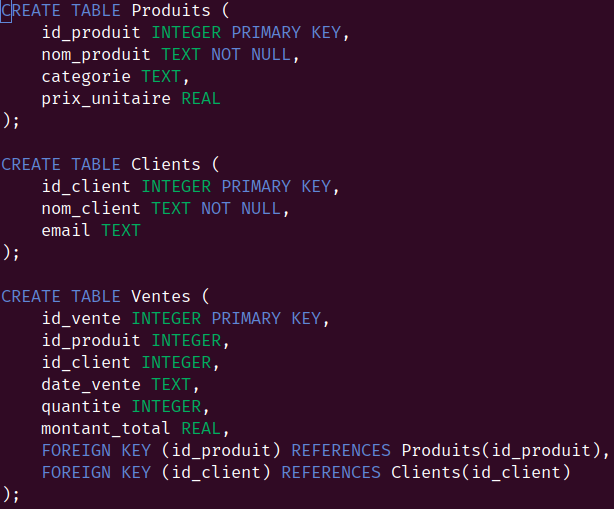 CREATE TABLE Produits (
    id_produit INTEGER PRIMARY KEY,
    nom_produit TEXT NOT NULL,
    categorie TEXT,
    prix_unitaire REAL
);

CREATE TABLE Clients (
    id_client INTEGER PRIMARY KEY,
    nom_client TEXT NOT NULL,
    email TEXT
);

CREATE TABLE Ventes (
    id_vente INTEGER PRIMARY KEY,
    id_produit INTEGER,
    id_client INTEGER,
    date_vente TEXT,
    quantite INTEGER,
    montant_total REAL,
    FOREIGN KEY (id_produit) REFERENCES Produits(id_produit),
    FOREIGN KEY (id_client) REFERENCES Clients(id_client)
);